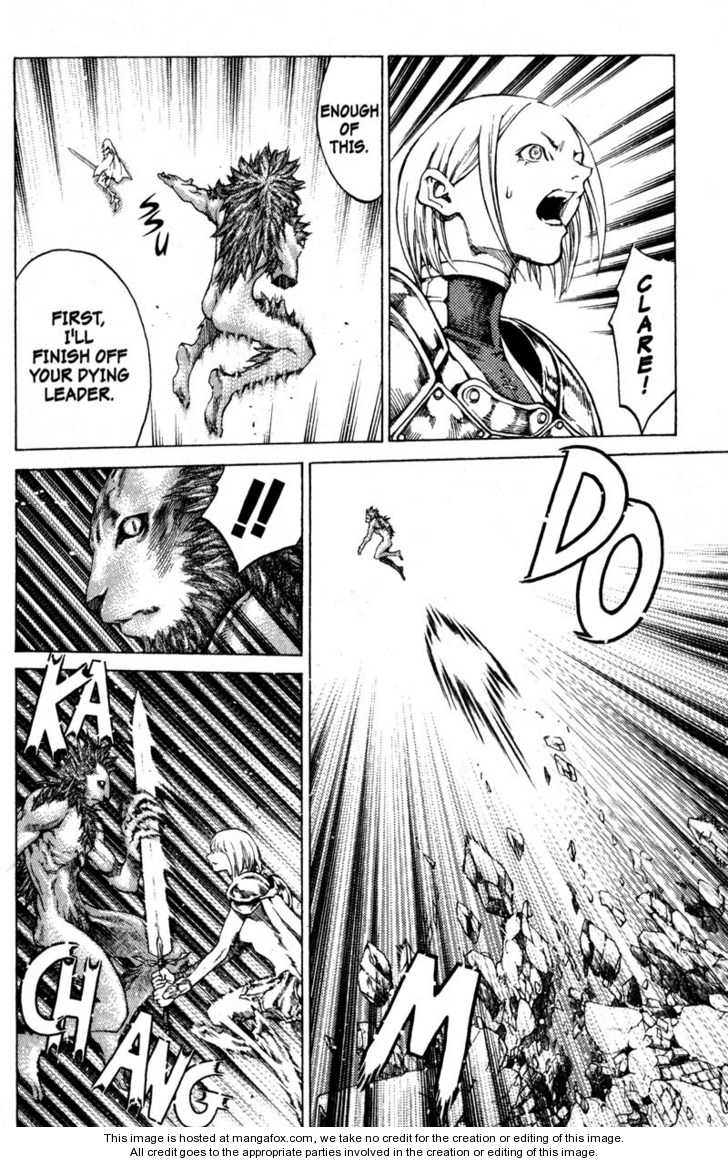 CLARE!
ENOUGH
OF
THIS.
スッ
FIRST,
I'LL
FINISH OFF
YOUR DYING
LEADER.
DO
M
!!
KA
CHANG
This image is hosted at mangafox.com, we take no credit for the creation or editing of this image.
All credit goes to the appropriate parties involved in the creation or editing of this image.